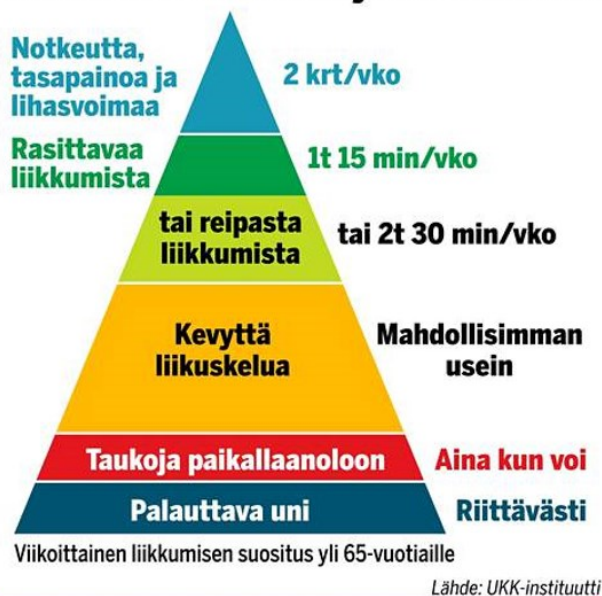 Notkeutta,
tasapainoa ja
lihasvoimaa
2 krt/vko
Rasittavaa
liikkumista
1t 15 min/vko
tai reipasta
liikkumista
tai 2t 30 min/vko
Kevyttä
liikuskelua
Mahdollisimman
usein
Taukoja paikallaanoloon
Aina kun voi
Palauttava uni
Riittävästi
Viikoittainen liikkumisen suositus yli 65-vuotiaille
Lähde: UKK-instituutti